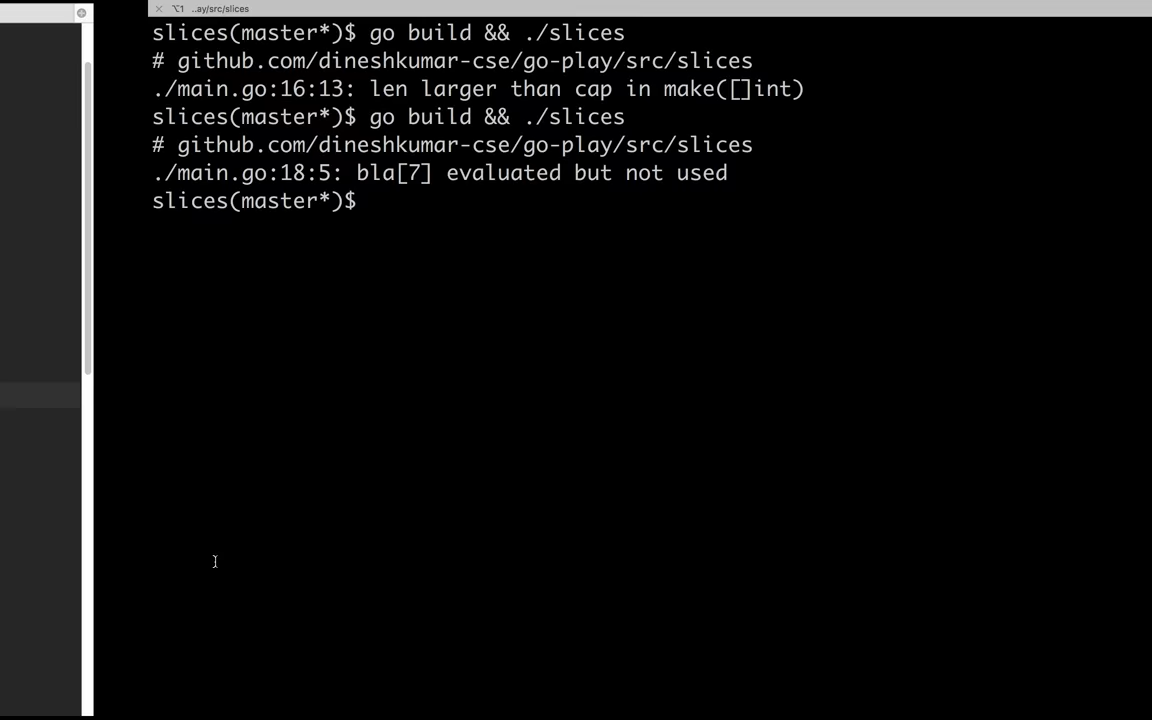 ⌥1 ..ay/src/slices
slices(master*)$ go build && ./slices
# github.com/dineshkumar-cse/go-play/src/slices
./main.go:16:13: len larger than cap in make([]int)
slices(master*)$ go build && ./slices
# github.com/dineshkumar-cse/go-play/src/slices
./main.go:18:5: bla[7] evaluated but not used
slices(master*)$